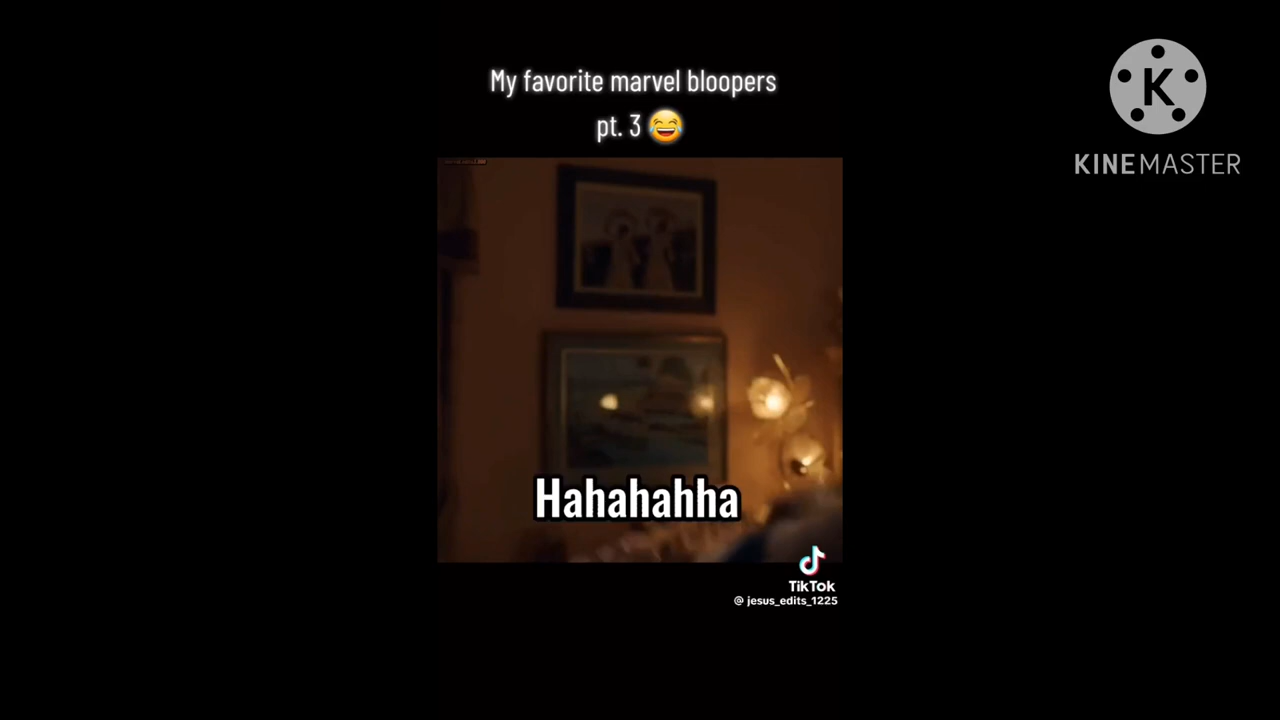 My favorite marvel bloopers
pt. 3 😂
KINEMASTER
Hahahahha
TikTok
@ jesus_edits_1225